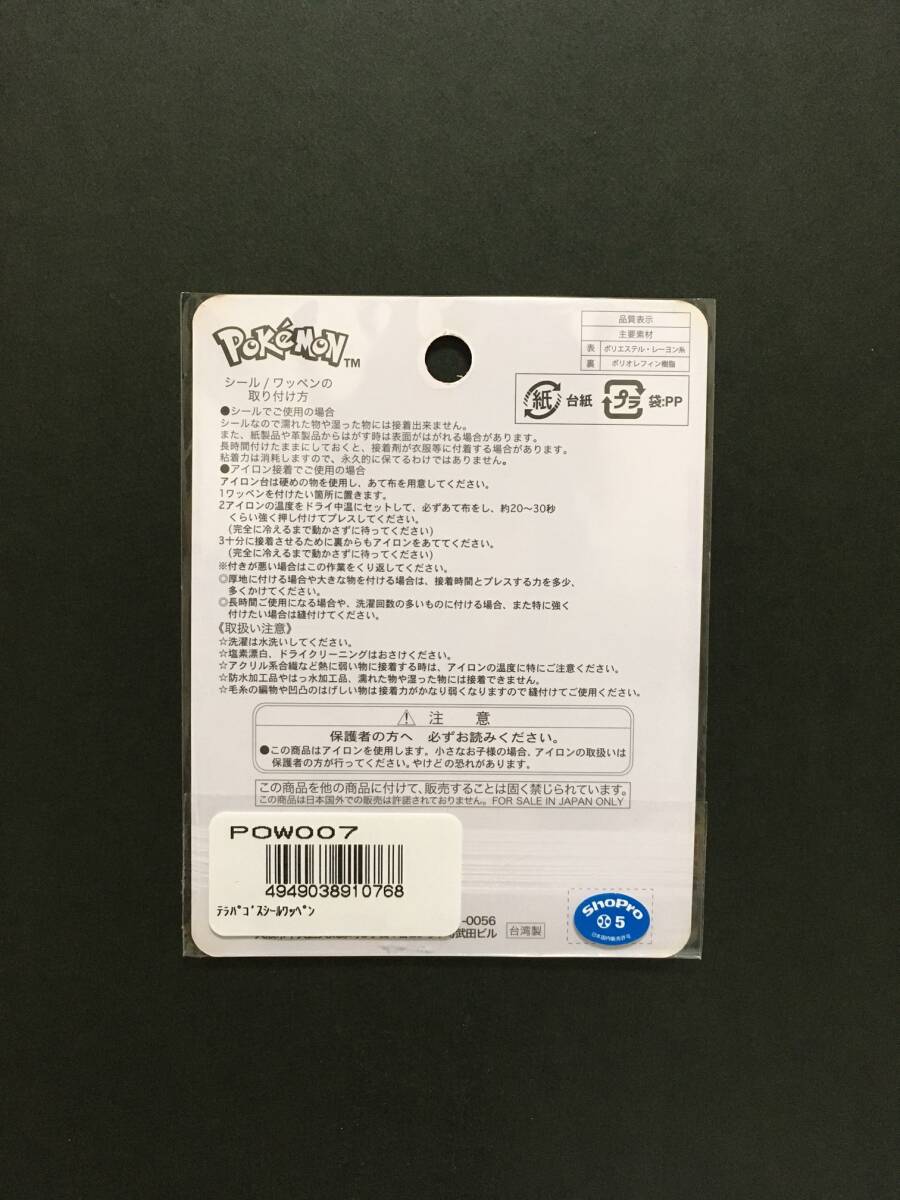 POKéMON TM
シール/ワッペンの
取り付け方
●シールでご使用の場合
シールなので濡れた物や湿った物には接着出来ません。
また、紙製品や革製品からはがす時は表面がはがれる場合があります。
長時間付けたままにしておくと、接着剤が衣服等に付着する場合があります。
粘着力は消耗しますので、永久的に保てるわけではありません。
●アイロン接着でご使用の場合
アイロン台は硬めの物を使用し、あて布を用意してください。
1ワッペンを付けたい箇所に置きます。
2アイロンの温度をドライ中温にセットして、必ずあて布をし、約20〜30秒
くらい強く押し付けてプレスしてください。
(完全に冷えるまで動かさずに待ってください)
3十分に接着させるために裏からもアイロンをあててください。
(完全に冷えるまで動かさずに待ってください)
※付きが悪い場合はこの作業をくり返してください。
◎厚地に付ける場合や大きな物を付ける場合は、接着時間とプレスする力を多少、
多くかけてください。
◎長時間ご使用になる場合や、洗濯回数の多いものに付ける場合、また特に強く
付けたい場合は縫付けてください。
《取扱い注意》
☆洗濯は水洗いしてください。
☆塩素漂白、ドライクリーニングはおさけください。
☆アクリル系合繊など熱に弱い物に接着する時は、アイロンの温度に特にご注意ください。
☆防水加工品やはっ水加工品、濡れた物や湿った物には接着できません。
☆毛糸の編物や凹凸のはげしい物は接着力がかなり弱くなりますので縫付けてご使用ください。
品質表示
主要素材
表 ポリエステル・レーヨン糸
裏 ポリオレフィン樹脂
紙 台紙 プラ 袋:PP
⚠ 注 意
保護者の方へ 必ずお読みください。
●この商品はアイロンを使用します。小さなお子様の場合、アイロンの取扱いは
保護者の方が行ってください。やけどの恐れがあります。
この商品を他の商品に付けて、販売することは固く禁じられています。
この商品は日本国外での販売は許諾されておりません。FOR SALE IN JAPAN ONLY
POW007
4949038910768
ﾃﾗﾊﾟｺﾞｽｼｰﾙﾜｯﾍﾟﾝ
-0056
武田ビル
台湾製
ShoPro
5
日本国内販売許可